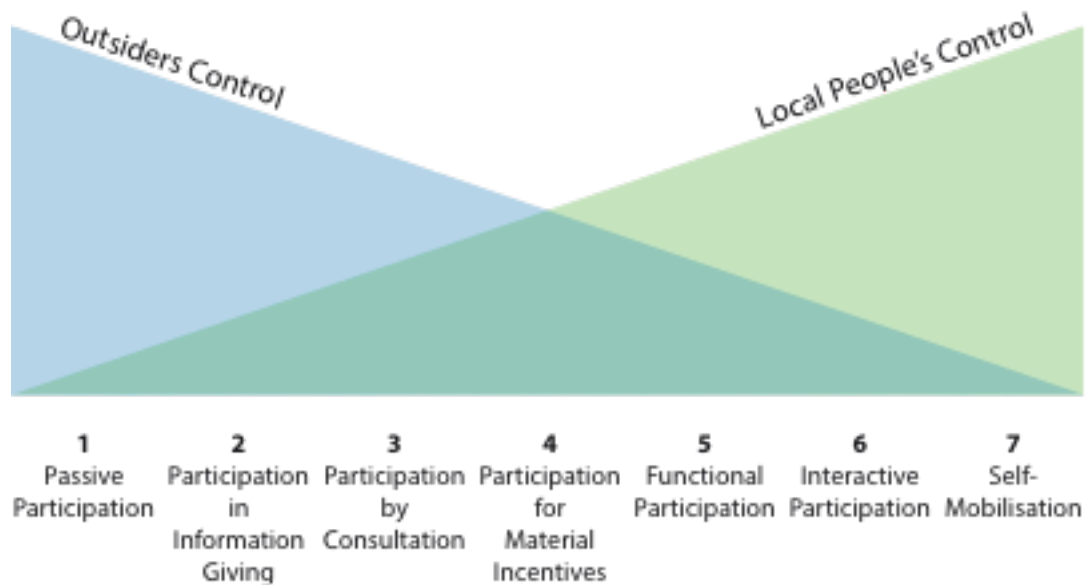 Outsiders Control
Local People's Control
1
Passive
Participation
2
Participation
in
Information
Giving
3
Participation
by
Consultation
4
Participation
for
Material
Incentives
5
Functional
Participation
6
Interactive
Participation
7
Self-
Mobilisation